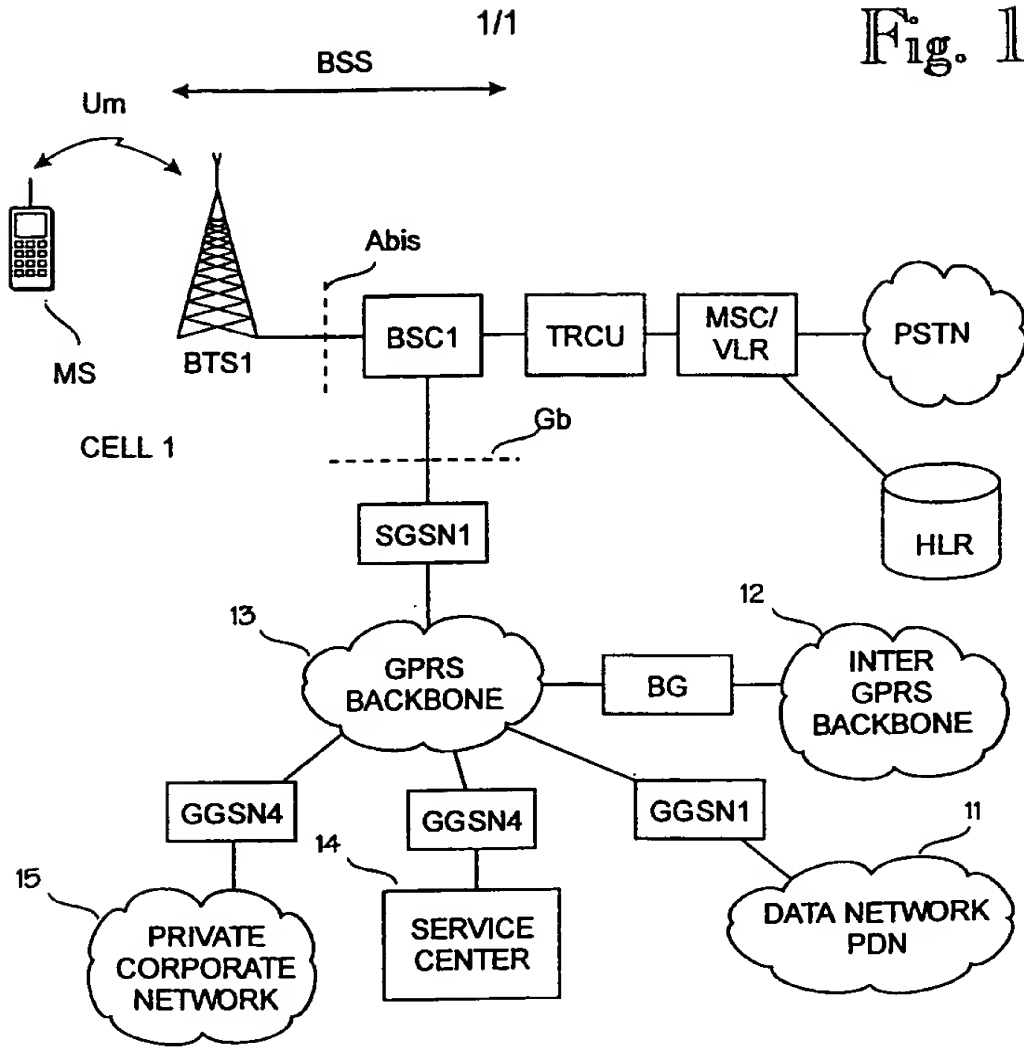 1/1
Fig. 1
BSS
Um
Abis
MS
BTS1
BSC1
TRCU
MSC/
VLR
PSTN
CELL 1
Gb
HLR
SGSN1
13
GPRS
BACKBONE
BG
12
INTER
GPRS
BACKBONE
GGSN4
14
GGSN4
GGSN1
11
15
PRIVATE
CORPORATE
NETWORK
SERVICE
CENTER
DATA NETWORK
PDN